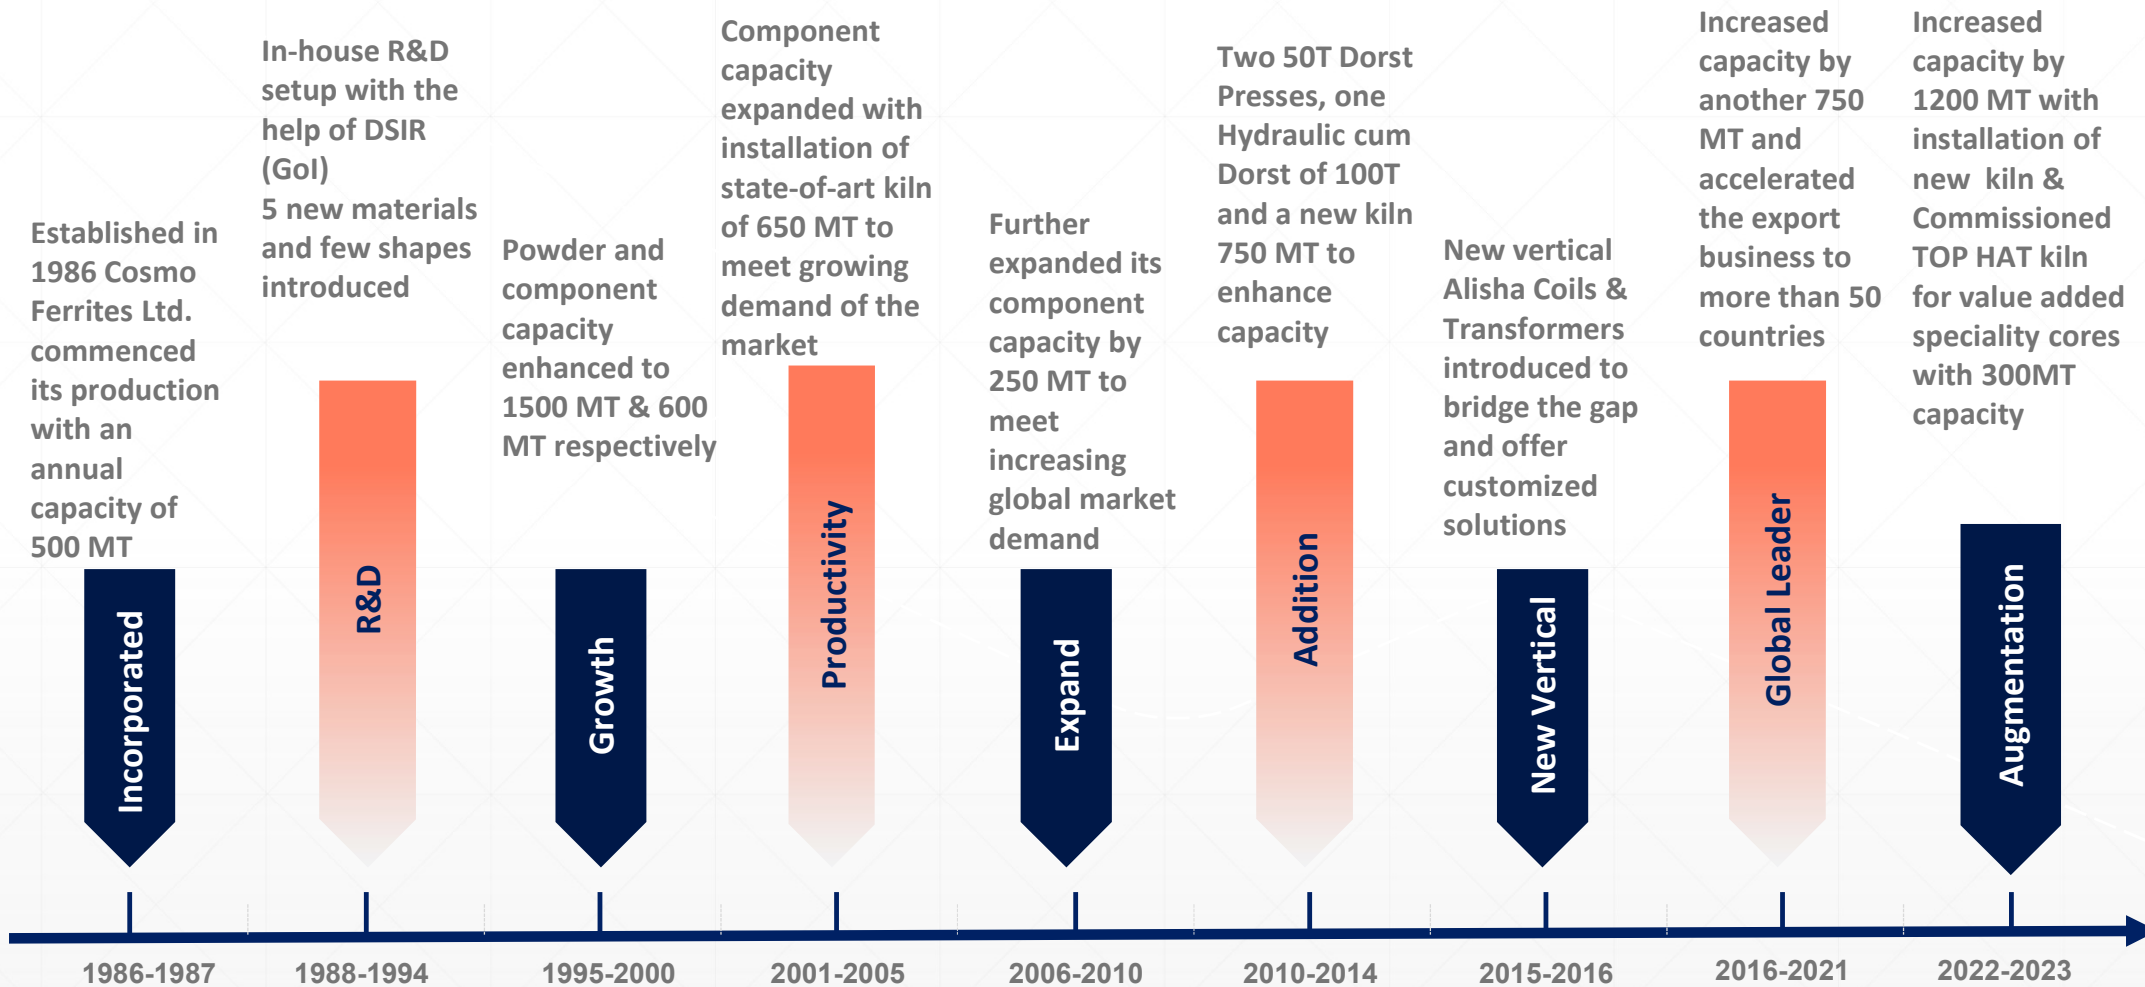 Established in
1986 Cosmo
Ferrites Ltd.
commenced
its production
with an
annual
capacity of
500 MT
Incorporated
1986-1987
In-house R&D
setup with the
help of DSIR
(GoI)
5 new materials
and few shapes
introduced
R&D
1988-1994
Powder and
component
capacity
enhanced to
1500 MT & 600
MT respectively
Growth
1995-2000
Component
capacity
expanded with
installation of
state-of-art kiln
of 650 MT to
meet growing
demand of the
market
Productivity
2001-2005
Further
expanded its
component
capacity by
250 MT to
meet
increasing
global market
demand
Expand
2006-2010
Two 50T Dorst
Presses, one
Hydraulic cum
Dorst of 100T
and a new kiln
750 MT to
enhance
capacity
Addition
2010-2014
New vertical
Alisha Coils &
Transformers
introduced to
bridge the gap
and offer
customized
solutions
New Vertical
2015-2016
Increased
capacity by
another 750
MT and
accelerated
the export
business to
more than 50
countries
Global Leader
2016-2021
Increased
capacity by
1200 MT with
installation of
new  kiln &
Commissioned
TOP HAT kiln
for value added
speciality cores
with 300MT
capacity
Augmentation
2022-2023